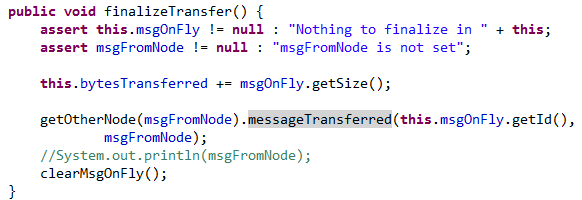 public void finalizeTransfer() {
    assert this.msgOnFly != null : "Nothing to finalize in " + this;
    assert msgFromNode != null : "msgFromNode is not set";

    this.bytesTransferred += msgOnFly.getSize();

    getOtherNode(msgFromNode).messageTransferred(this.msgOnFly.getId(),
            msgFromNode);
    //System.out.println(msgFromNode);
    clearMsgOnFly();
}